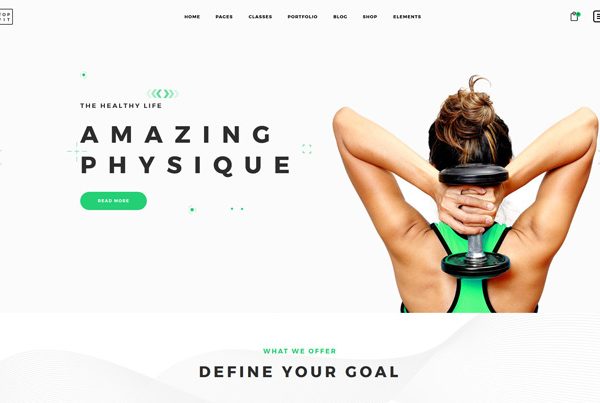 TOP
FIT
HOME PAGES CLASSES PORTFOLIO BLOG SHOP ELEMENTS
THE HEALTHY LIFE
AMAZING
PHYSIQUE
READ MORE
WHAT WE OFFER
DEFINE YOUR GOAL